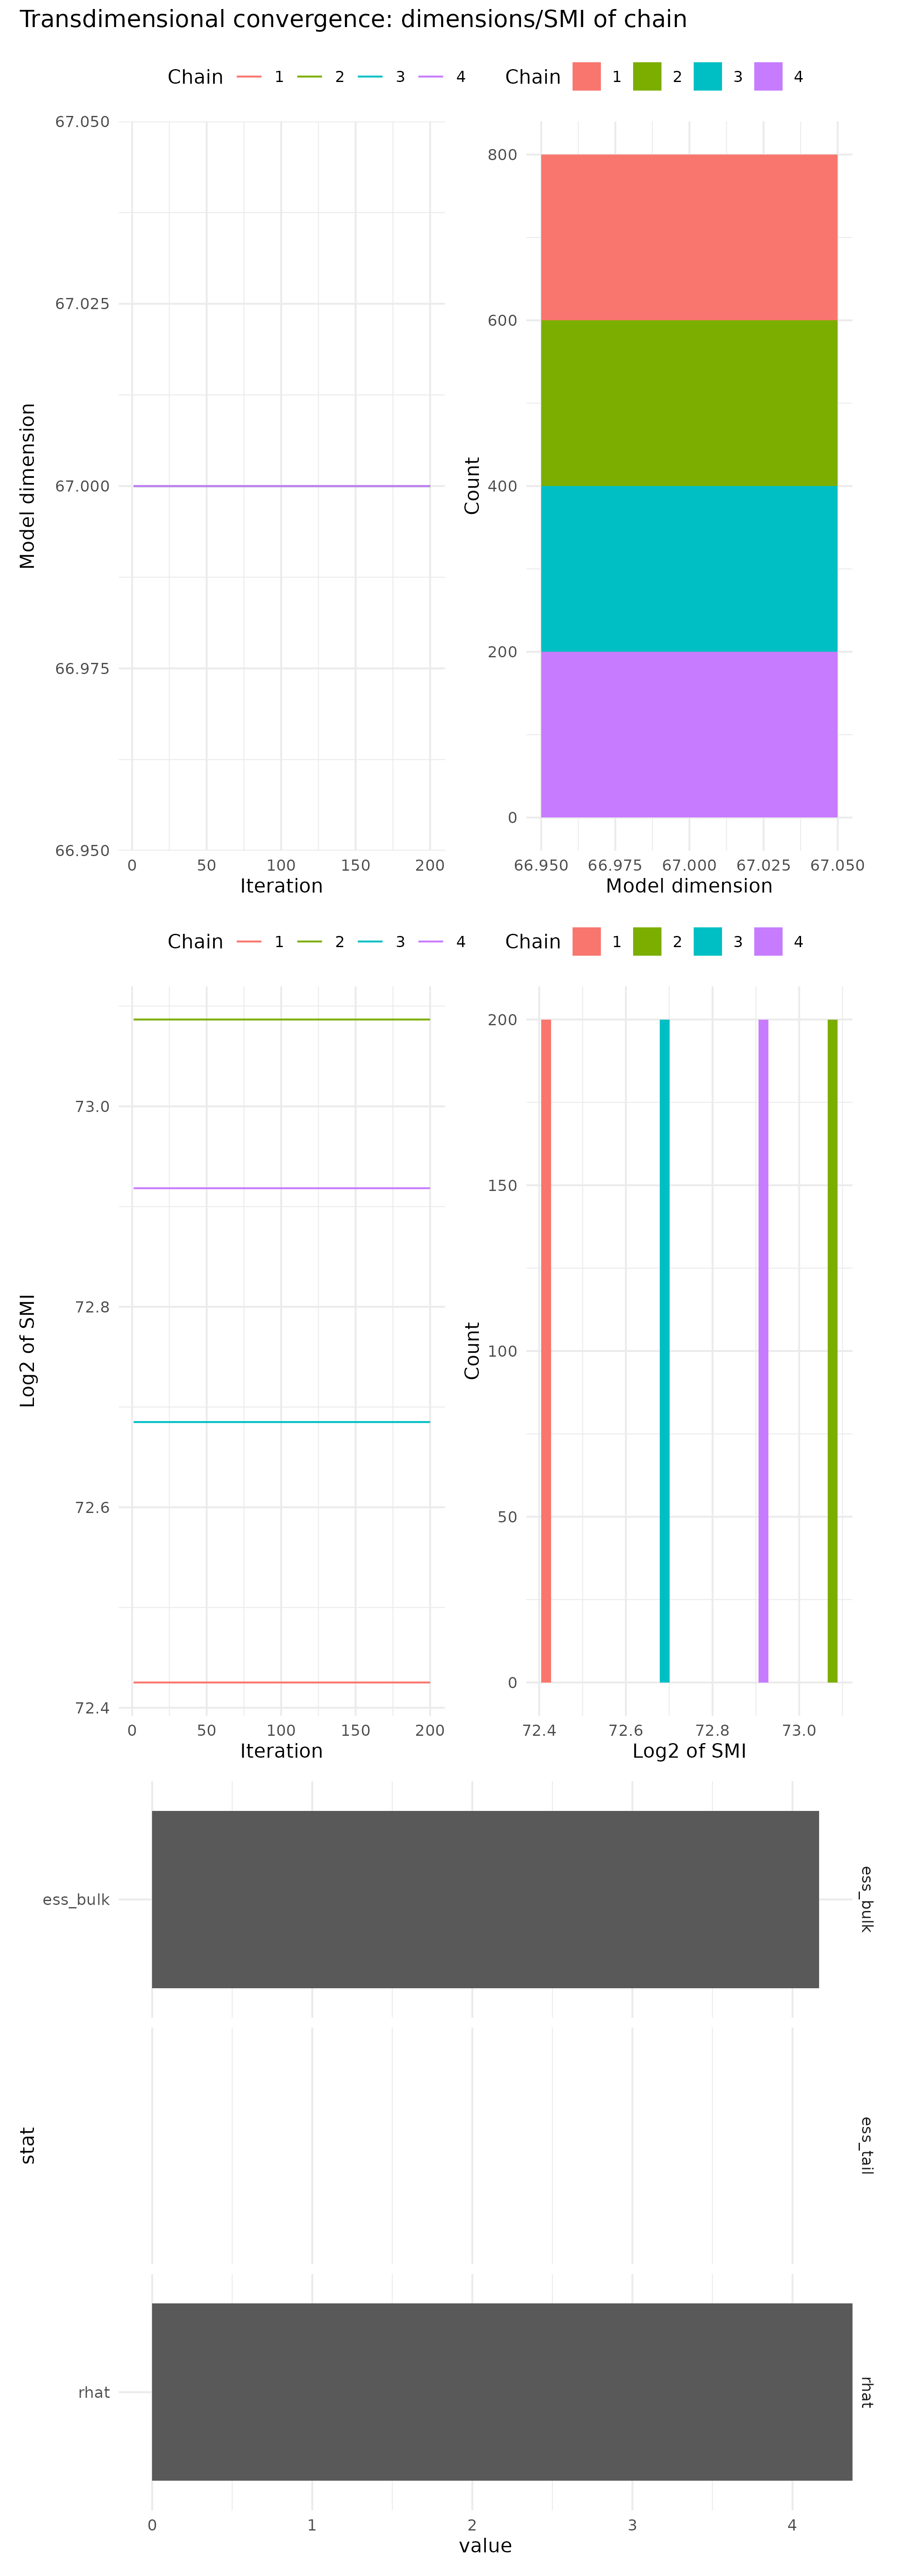 Transdimensional convergence: dimensions/SMI of chain
Chain 1 2 3 4
Chain 1 2 3 4
67.050
67.025
67.000
66.975
66.950
Model dimension
0 50 100 150 200
Iteration
800
600
400
200
0
Count
66.950 66.975 67.000 67.025 67.050
Model dimension
Chain 1 2 3 4
Chain 1 2 3 4
73.0
72.8
72.6
72.4
Log2 of SMI
0 50 100 150 200
Iteration
200
150
100
50
0
Count
72.4 72.6 72.8 73.0
Log2 of SMI
ess_bulk
ess_bulk
stat
ess_tail
rhat
rhat
0 1 2 3 4
value